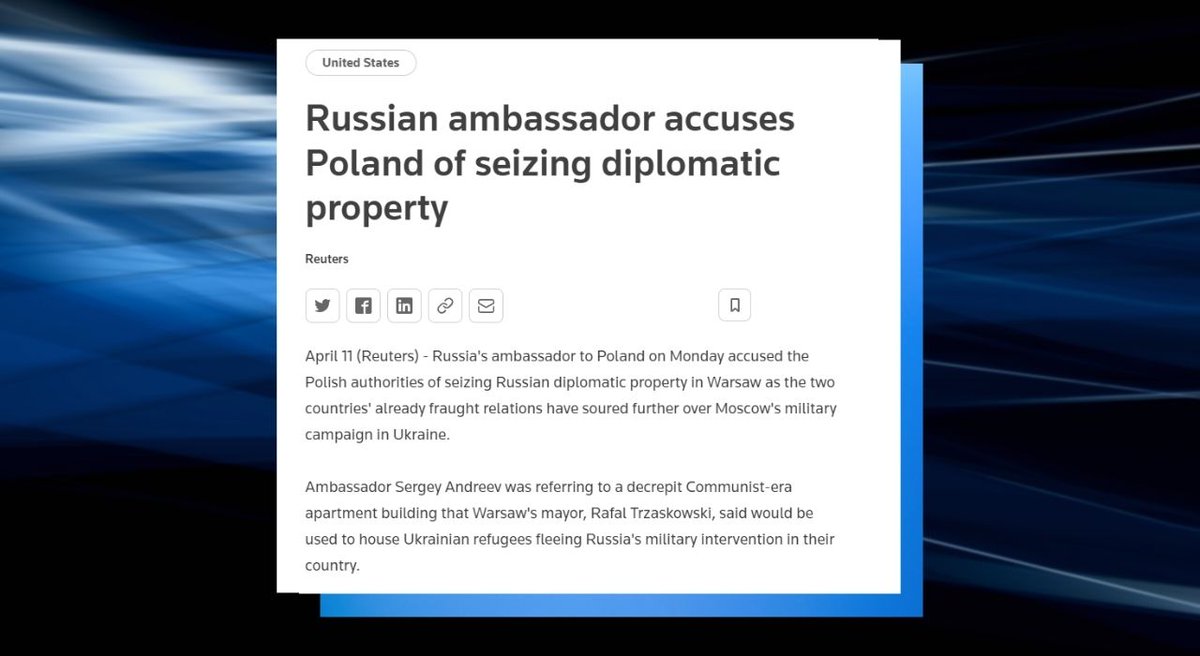 United States
Russian ambassador accuses
Poland of seizing diplomatic
property
Reuters
April 11 (Reuters) - Russia's ambassador to Poland on Monday accused the
Polish authorities of seizing Russian diplomatic property in Warsaw as the two
countries' already fraught relations have soured further over Moscow's military
campaign in Ukraine.
Ambassador Sergey Andreev was referring to a decrepit Communist-era
apartment building that Warsaw's mayor, Rafal Trzaskowski, said would be
used to house Ukrainian refugees fleeing Russia's military intervention in their
country.